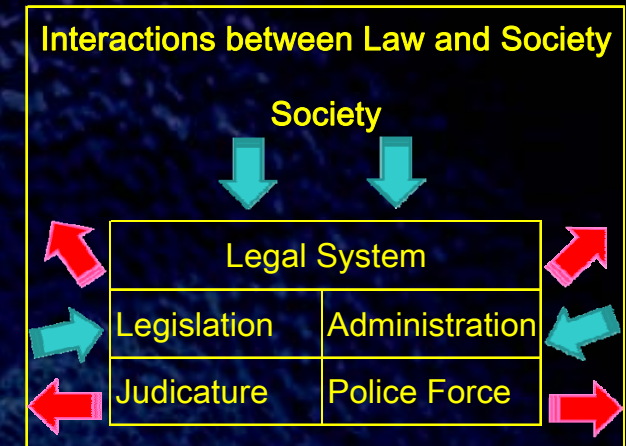 Interactions between Law and Society
Society
Legal System
Legislation Administration
Judicature Police Force